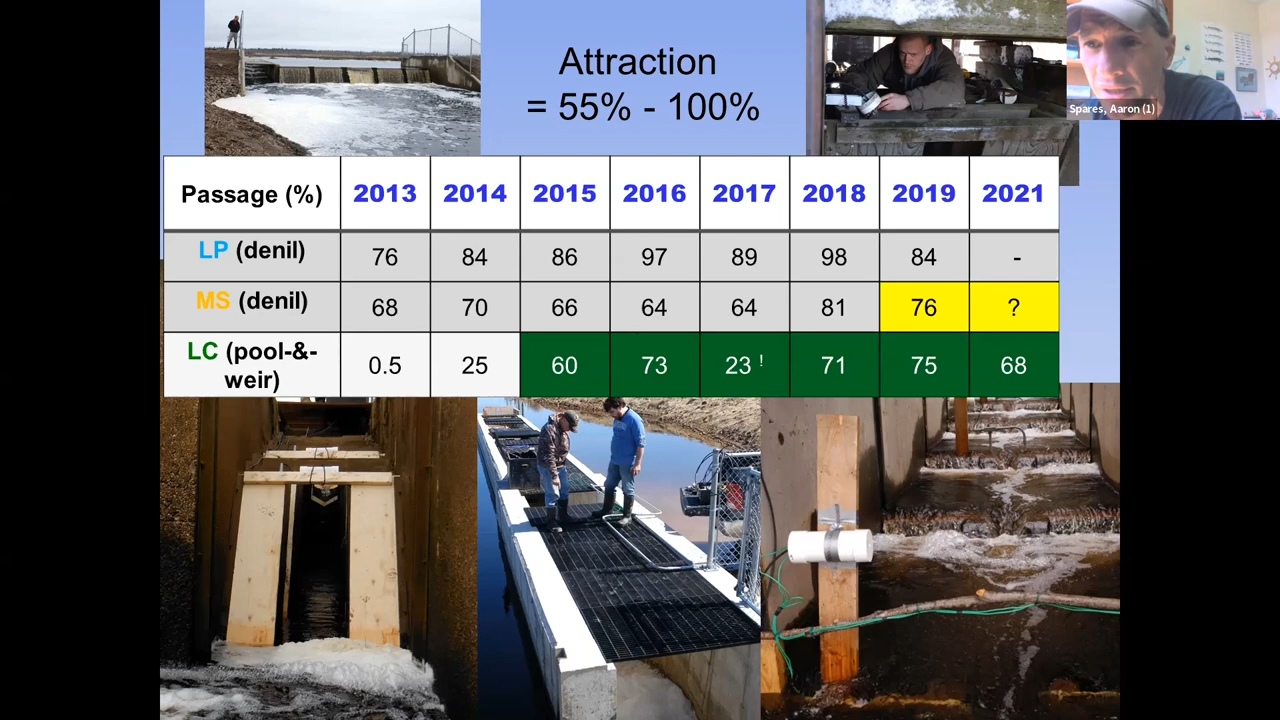 Attraction
= 55% - 100%
Spares, Aaron (1)
Passage (%) 2013 2014 2015 2016 2017 2018 2019 2021
LP (denil) 76 84 86 97 89 98 84 -
MS (denil) 68 70 66 64 64 81 76 ?
LC (pool-&-
weir) 0.5 25 60 73 23 ! 71 75 68